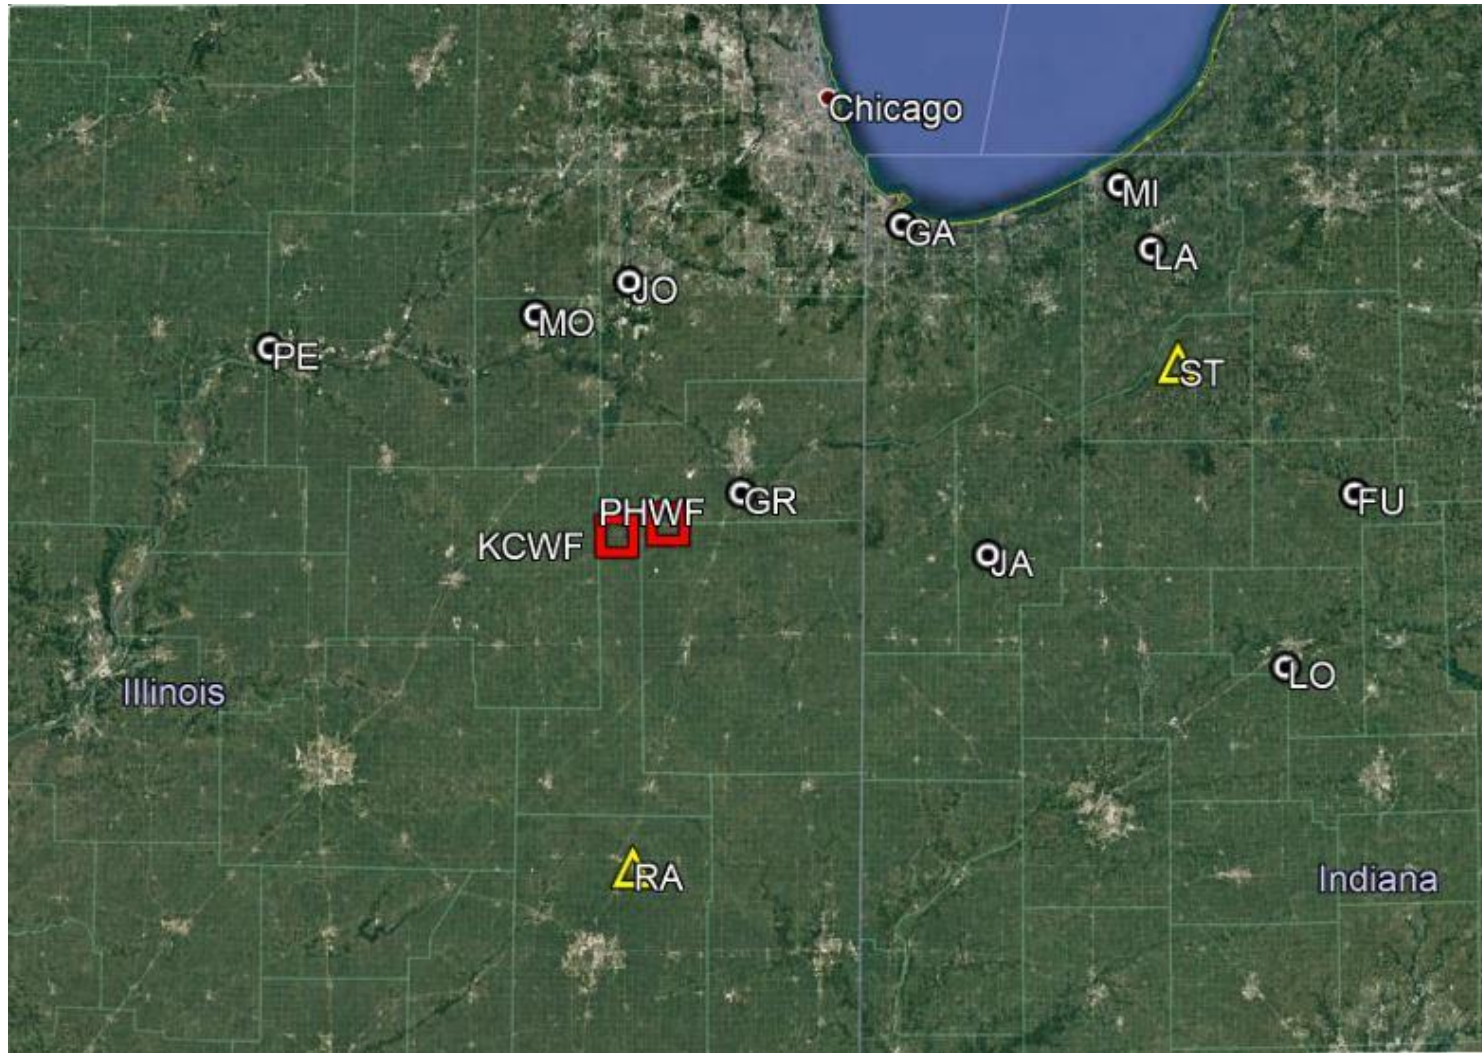 Chicago
MI
GA
LA
JO
MO
PE
ST
GR
PHWF
FU
KCWF
JA
LO
Illinois
RA
Indiana